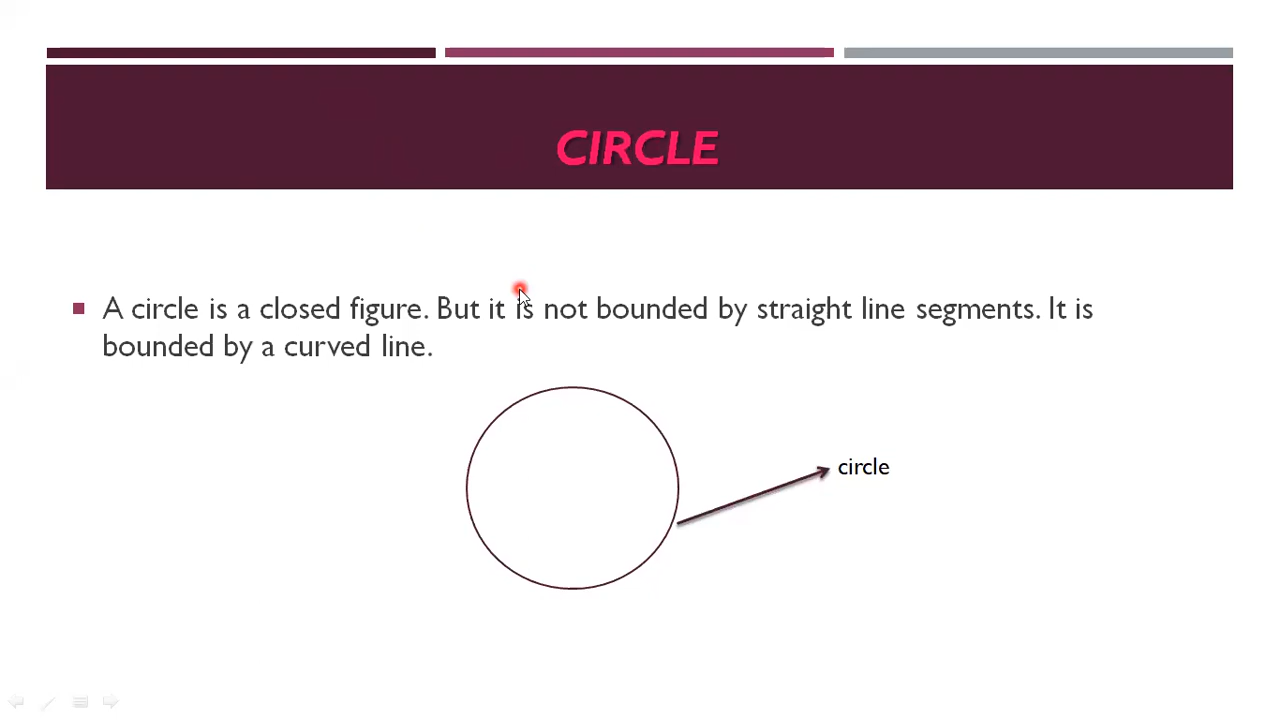 CIRCLE
A circle is a closed figure. But it is not bounded by straight line segments. It is
bounded by a curved line.
circle